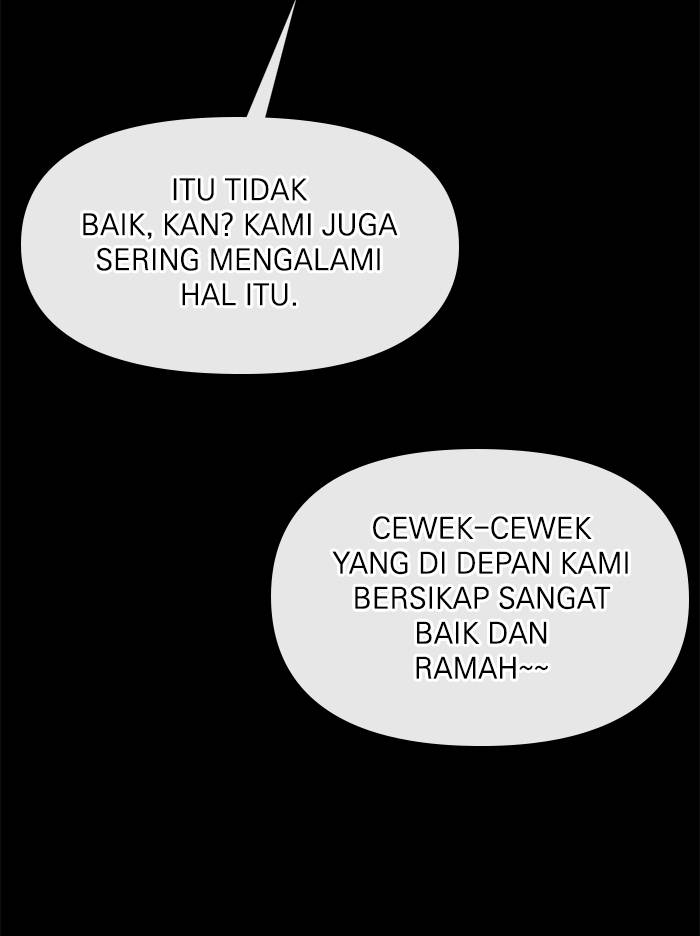 ITU TIDAK
BAIK, KAN? KAMI JUGA
SERING MENGALAMI
HAL ITU.
CEWEK-CEWEK
YANG DI DEPAN KAMI
BERSIKAP SANGAT
BAIK DAN
RAMAH~~